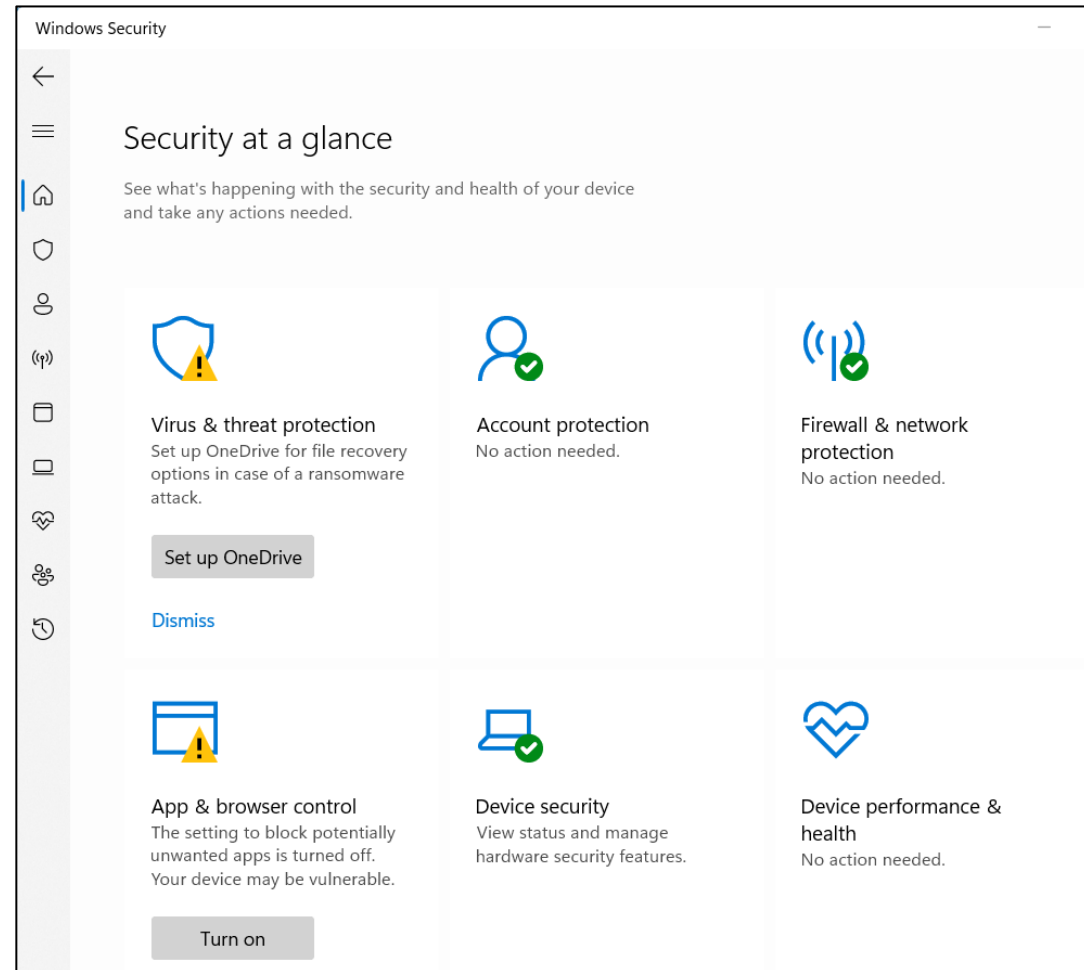 Windows Security
Security at a glance
See what's happening with the security and health of your device
and take any actions needed.
Virus & threat protection
Set up OneDrive for file recovery
options in case of a ransomware
attack.
Set up OneDrive
Dismiss
Account protection
No action needed.
Firewall & network
protection
No action needed.
App & browser control
The setting to block potentially
unwanted apps is turned off.
Your device may be vulnerable.
Turn on
Device security
View status and manage
hardware security features.
Device performance &
health
No action needed.